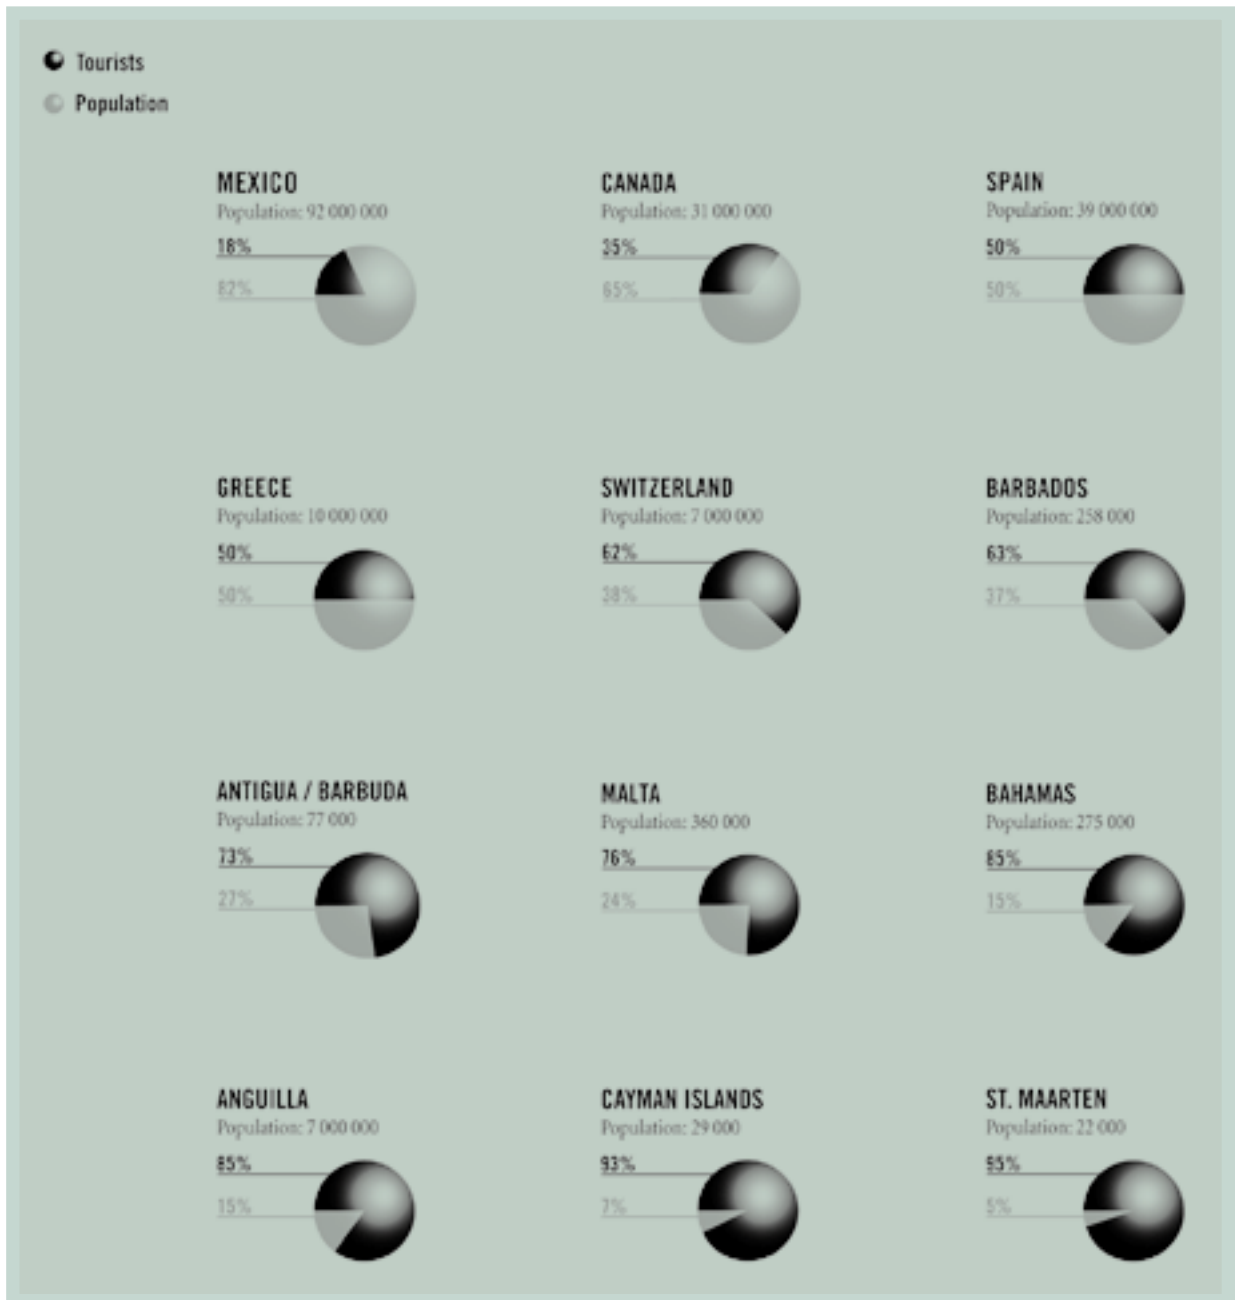 Tourists
Population
MEXICO
Population: 92 000 000
18%
82%
CANADA
Population: 31 000 000
35%
65%
SPAIN
Population: 39 000 000
50%
50%
GREECE
Population: 10 000 000
50%
50%
SWITZERLAND
Population: 7 000 000
62%
38%
BARBADOS
Population: 258 000
63%
37%
ANTIGUA / BARBUDA
Population: 77 000
73%
27%
MALTA
Population: 360 000
76%
24%
BAHAMAS
Population: 275 000
85%
15%
ANGUILLA
Population: 7 000 000
85%
15%
CAYMAN ISLANDS
Population: 29 000
93%
7%
ST. MAARTEN
Population: 22 000
95%
5%